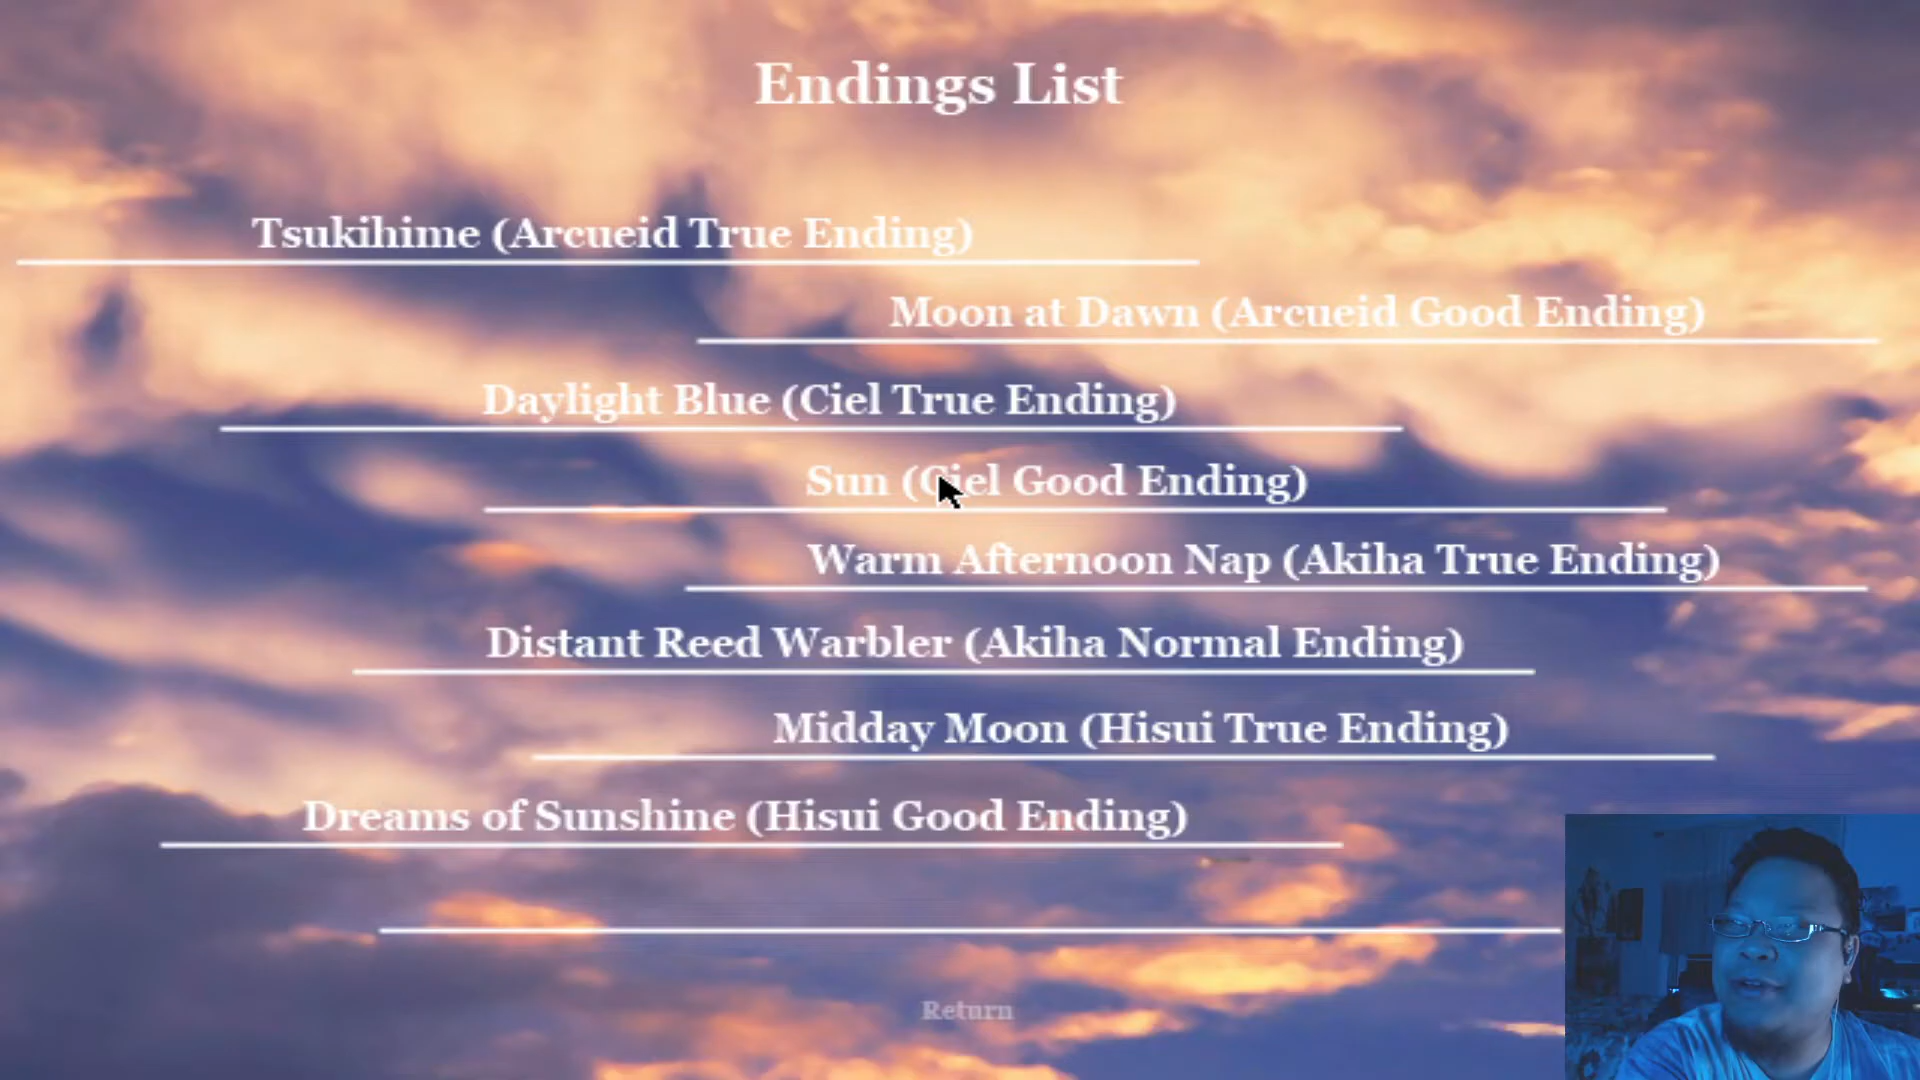 Endings List
Tsukihime (Arcueid True Ending)
Moon at Dawn (Arcueid Good Ending)
Daylight Blue (Ciel True Ending)
Sun (Ciel Good Ending)
Warm Afternoon Nap (Akiha True Ending)
Distant Reed Warbler (Akiha Normal Ending)
Midday Moon (Hisui True Ending)
Dreams of Sunshine (Hisui Good Ending)
Return